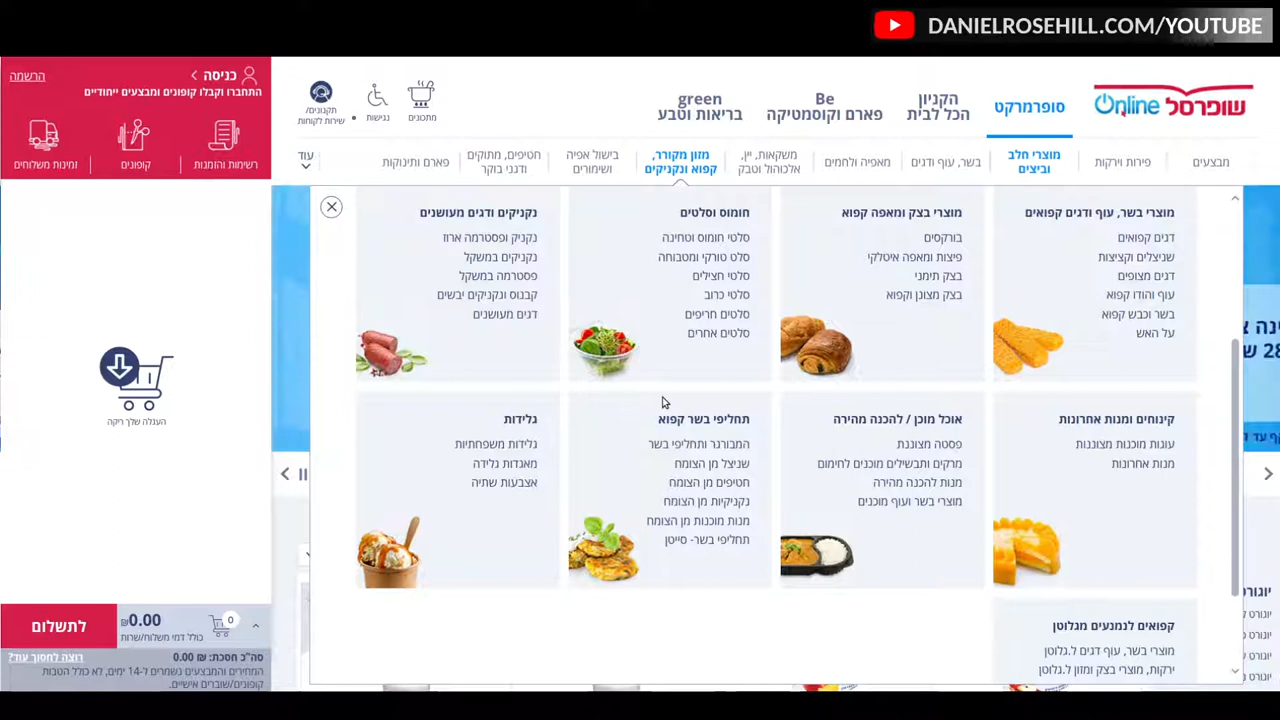 DANIELROSEHILL.COM/YOUTUBE
שופרסל Online
סופרמרקט
הקניון
הכל לבית
Be
פארם וקוסמטיקה
green
בריאות וטבע
מתכונים
נגישות
תקנונים/
שירות לקוחות
כניסה
הרשמה
התחברו וקבלו קופונים ומבצעים ייחודיים
רשימות והזמנות
קופונים
זמינות משלוחים
מבצעים
פירות וירקות
מוצרי חלב
וביצים
בשר, עוף ודגים
מאפיה ולחמים
משקאות, יין,
אלכוהול וטבק
מזון מקורר,
קפוא ונקניקים
בישול אפיה
ושימורים
חטיפים, מתוקים
ודגני בוקר
פארם ותינוקות
עוד
מוצרי בשר, עוף ודגים קפואים
דגים קפואים
שניצלים וקציצות
דגים מצופים
עוף והודו קפוא
בשר וכבש קפוא
על האש
מוצרי בצק ומאפה קפוא
בורקסים
פיצות ומאפה איטלקי
בצק תימני
בצק מצונן וקפוא
חומוס וסלטים
סלטי חומוס וטחינה
סלט טורקי ומטבוחה
סלטי חצילים
סלטי כרוב
סלטים חריפים
סלטים אחרים
נקניקים ודגים מעושנים
נקניק ופסטרמה ארוז
נקניקים במשקל
פסטרמה במשקל
קבנוס ונקניקים יבשים
דגים מעושנים
קינוחים ומנות אחרונות
עוגות מוכנות מצוננות
מנות אחרונות
אוכל מוכן / להכנה מהירה
פסטה מצוננת
מרקים ותבשילים מוכנים לחימום
מנות להכנה מהירה
מוצרי בשר ועוף מוכנים
תחליפי בשר קפוא
המבורגר ותחליפי בשר
שניצל מן הצומח
חטיפים מן הצומח
נקניקיות מן הצומח
מנות מוכנות מן הצומח
תחליפי בשר- סייטן
גלידות
גלידות משפחתיות
מאגדות גלידה
אצבעות שתיה
קפואים לנמנעים מגלוטן
מוצרי בשר, עוף דגים ל.גלוטן
ירקות, מוצרי בצק ומזון ל.גלוטן
העגלה שלך ריקה
0
₪0.00
כולל דמי משלוח/שרות
לתשלום
סה"כ חסכת: ₪ 0.00
רוצה לחסוך עוד?
המחירים והמבצעים נשמרים ל-14 ימים, לא כולל הטבות
קופונים/שוברים אישיים.
ינה
28 ש
יוגורט